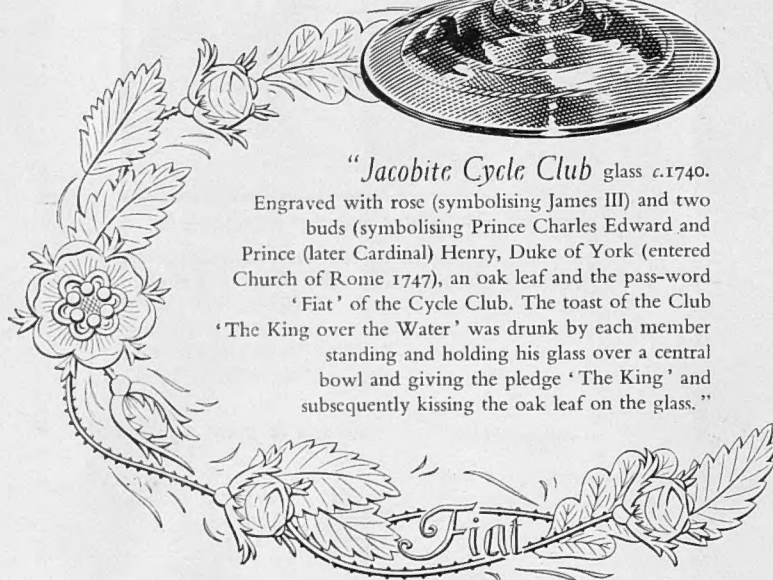 "Jacobite Cycle Club glass c.1740.
Engraved with rose (symbolising James III) and two
buds (symbolising Prince Charles Edward and
Prince (later Cardinal) Henry, Duke of York (entered
Church of Rome 1747), an oak leaf and the pass-word
'Fiat' of the Cycle Club. The toast of the Club
'The King over the Water' was drunk by each member
standing and holding his glass over a central
bowl and giving the pledge 'The King' and
subsequently kissing the oak leaf on the glass."
Fiat